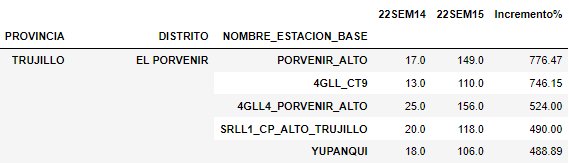 22SEM14 22SEM15 Incremento%
PROVINCIA DISTRITO NOMBRE_ESTACION_BASE
TRUJILLO EL PORVENIR PORVENIR_ALTO 17.0 149.0 776.47
4GLL_CT9 13.0 110.0 746.15
4GLL4_PORVENIR_ALTO 25.0 156.0 524.00
SRLL1_CP_ALTO_TRUJILLO 20.0 118.0 490.00
YUPANQUI 18.0 106.0 488.89